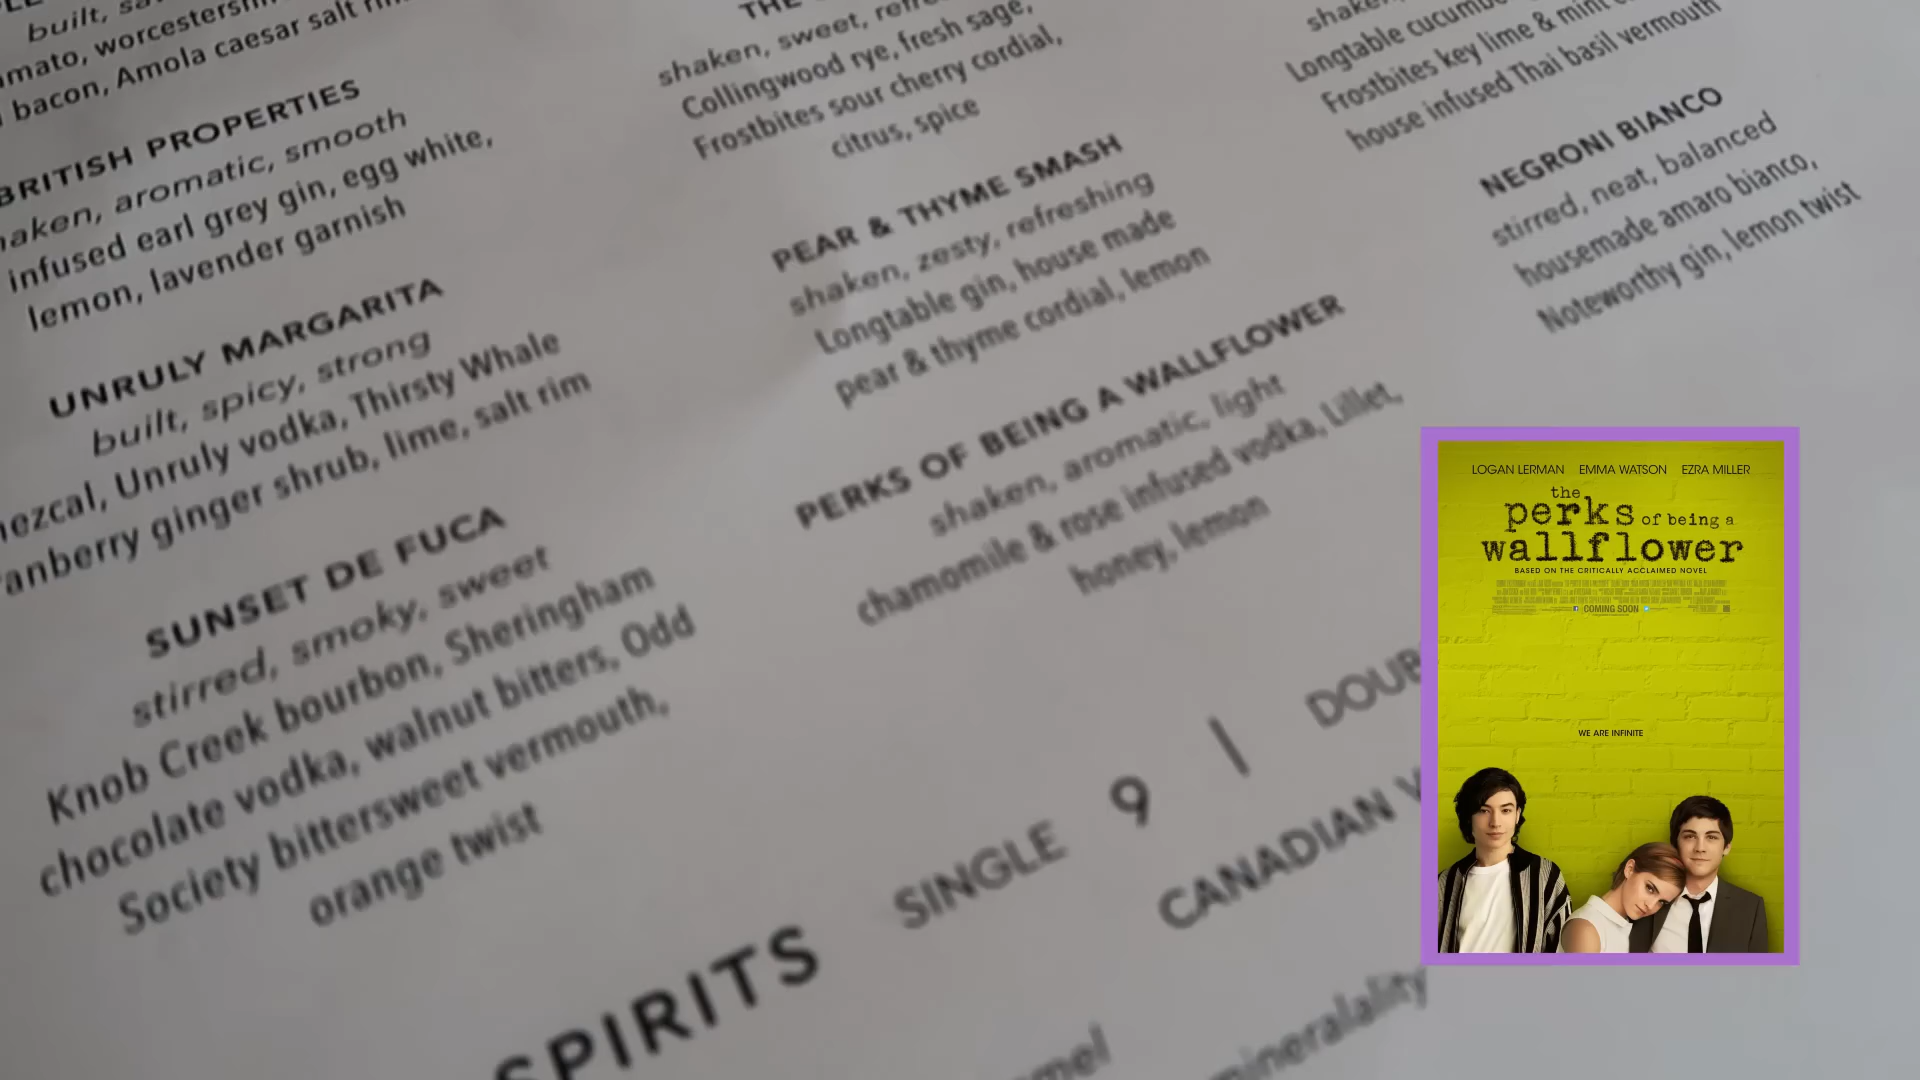 built,
mato, worcestershire
bacon, Amola caesar salt rim
BRITISH PROPERTIES
shaken, aromatic, smooth
infused earl grey gin, egg white,
lemon, lavender garnish
UNRULY MARGARITA
built, spicy, strong
mezcal, Unruly vodka, Thirsty Whale
cranberry ginger shrub, lime, salt rim
SUNSET DE FUCA
stirred, smoky, sweet
Knob Creek bourbon, Sheringham
chocolate vodka, walnut bitters, Odd
Society bittersweet vermouth,
orange twist
THE
shaken, sweet,
Collingwood rye, fresh sage,
Frostbites sour cherry cordial,
citrus, spice
PEAR & THYME SMASH
shaken, zesty, refreshing
Longtable gin, house made
pear & thyme cordial, lemon
PERKS OF BEING A WALLFLOWER
shaken, aromatic, light
chamomile & rose infused vodka, Lillet,
honey, lemon
shaken,
Longtable cucumber
Frostbites key lime & mint
house infused Thai basil vermouth
NEGRONI BIANCO
stirred, neat, balanced
housemade amaro bianco,
Noteworthy gin, lemon twist
SPIRITS
SINGLE 9 | DOUB
CANADIAN V
mel
minerality
LOGAN LERMAN EMMA WATSON EZRA MILLER
the
perks of being a
wallflower
BASED ON THE CRITICALLY ACCLAIMED NOVEL
COMING SOON
WE ARE INFINITE